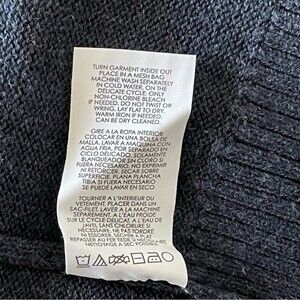 TURN GARMENT INSIDE OUT
PLACE IN A MESH BAG
MACHINE WASH SEPARATELY
IN COLD WATER, ON THE
DELICATE CYCLE. ONLY
NON-CHLORINE BLEACH
IF NEEDED. DO NOT TWIST OR
WRING, LAY FLAT TO DRY.
WARM IRON IF NEEDED.
CAN BE DRY CLEANED.
GIRE A LA ROPA INTERIOR
COLOCAR EN UNA BOLSA DE
MALLA. LAVAR A MAQUINA CON
AGUA FRIA, POR SEPARADO EN
CICLO DELICADO. SOLAMENTE
BLANQUEADOR SIN CLORO SI
FUERA NECESARIO. NO EXPRIMIR
NI RETORCER. SECAR SOBRE
SUPERFICIE. PLANA PLANCHA
TIBIA SI FUERA NECESARIO
SE PUEDE LAVAR EN SECO
TOURNER A L'INTERIEUR DU
VETEMENT. PLACER DANS UN
SAC-FILET. LAVER A LA MACHINE
SEPAREMENT. A L'EAU FROIDE
SUR LE CYCLE DELICAT. A L'EAU DE
JAVEL SANS CHLORE SI
NECESSAIRE. NE PAS TORDRE
NI ESSORER. SECHER A PLAT
REPASSER AU FER TIEDE SI NECESSAIRE
NETTOYAGE A SEC POSSIBLE